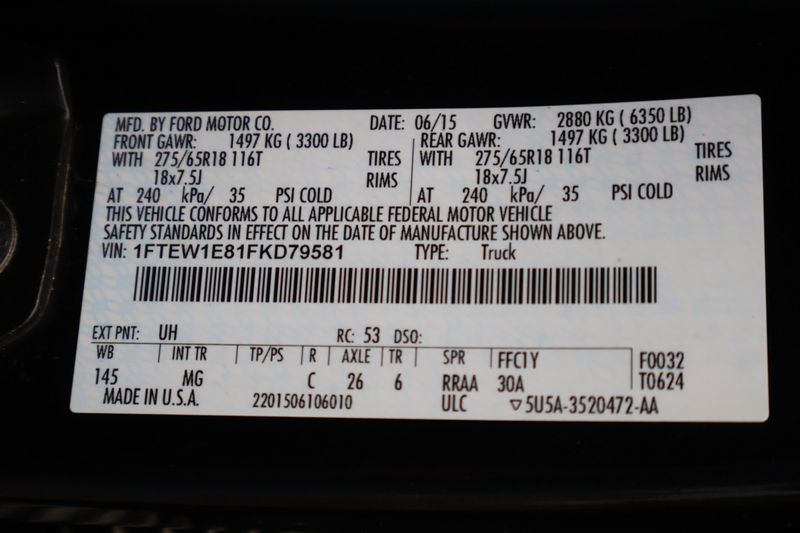 MFD. BY FORD MOTOR CO. DATE: 06/15 GVWR: 2880 KG ( 6350 LB)
FRONT GAWR: 1497 KG ( 3300 LB) REAR GAWR: 1497 KG ( 3300 LB)
WITH 275/65R18 116T TIRES WITH 275/65R18 116T TIRES
18x7.5J RIMS 18x7.5J RIMS
AT 240 kPa/ 35 PSI COLD AT 240 kPa/ 35 PSI COLD
THIS VEHICLE CONFORMS TO ALL APPLICABLE FEDERAL MOTOR VEHICLE
SAFETY STANDARDS IN EFFECT ON THE DATE OF MANUFACTURE SHOWN ABOVE.
VIN: 1FTEW1E81FKD79581 TYPE: Truck
EXT PNT: UH RC: 53 DSO:
WB INT TR TP/PS R AXLE TR SPR FFC1Y F0032
145 MG C 26 6 RRAA 30A T0624
MADE IN U.S.A. 2201506106010 ULC ▽5U5A-3520472-AA